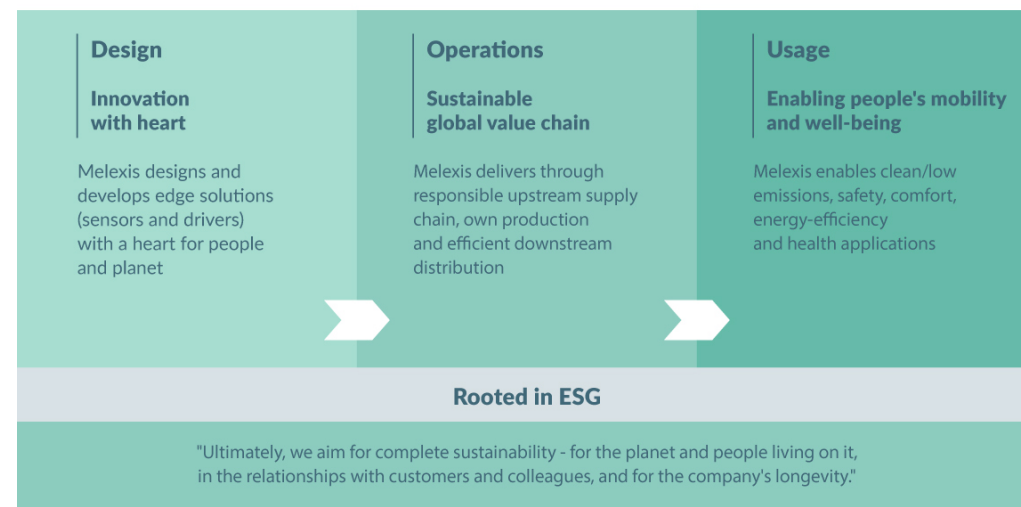 Design
Innovation
with heart
Melexis designs and
develops edge solutions
(sensors and drivers)
with a heart for people
and planet
Operations
Sustainable
global value chain
Melexis delivers through
responsible upstream supply
chain, own production
and efficient downstream
distribution
Usage
Enabling people's mobility
and well-being
Melexis enables clean/low
emissions, safety, comfort,
energy-efficiency
and health applications
Rooted in ESG
"Ultimately, we aim for complete sustainability - for the planet and people living on it,
in the relationships with customers and colleagues, and for the company's longevity."